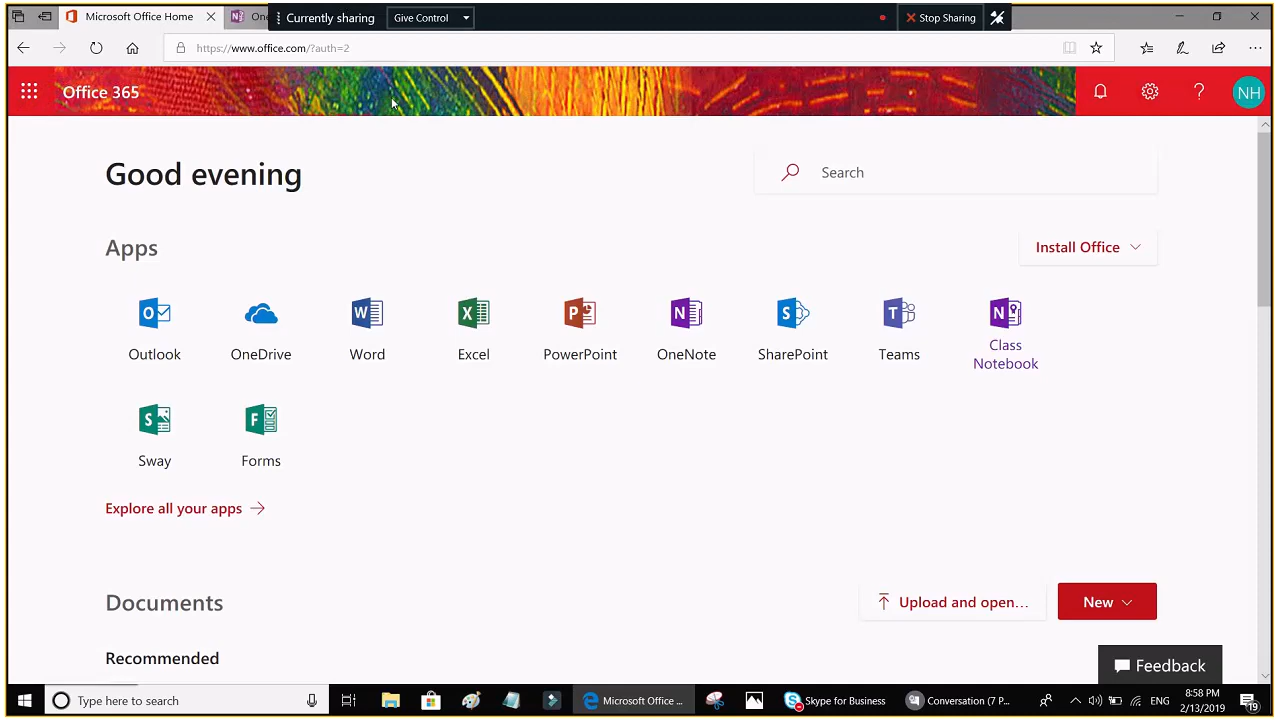 Microsoft Office Home
Currently sharing
Give Control
Stop Sharing
https://www.office.com/?auth=2
Office 365
NH
Good evening
Search
Apps
Install Office
Outlook
OneDrive
Word
Excel
PowerPoint
OneNote
SharePoint
Teams
Class
Notebook
Sway
Forms
Explore all your apps
Documents
Upload and open...
New
Recommended
Feedback
Type here to search
Microsoft Office ...
Skype for Business
Conversation (7 P...
ENG
8:58 PM
2/13/2019
19